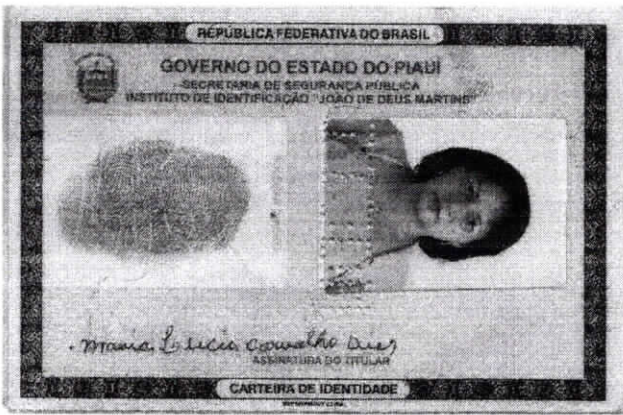 REPÚBLICA FEDERATIVA DO BRASIL
GOVERNO DO ESTADO DO PIAUÍ
SECRETARIA DE SEGURANÇA PÚBLICA
INSTITUTO DE IDENTIFICAÇÃO "JOÃO DE DEUS MARTINS"
Maria Lucia Carvalho
ASSINATURA DO TITULAR
CARTEIRA DE IDENTIDADE